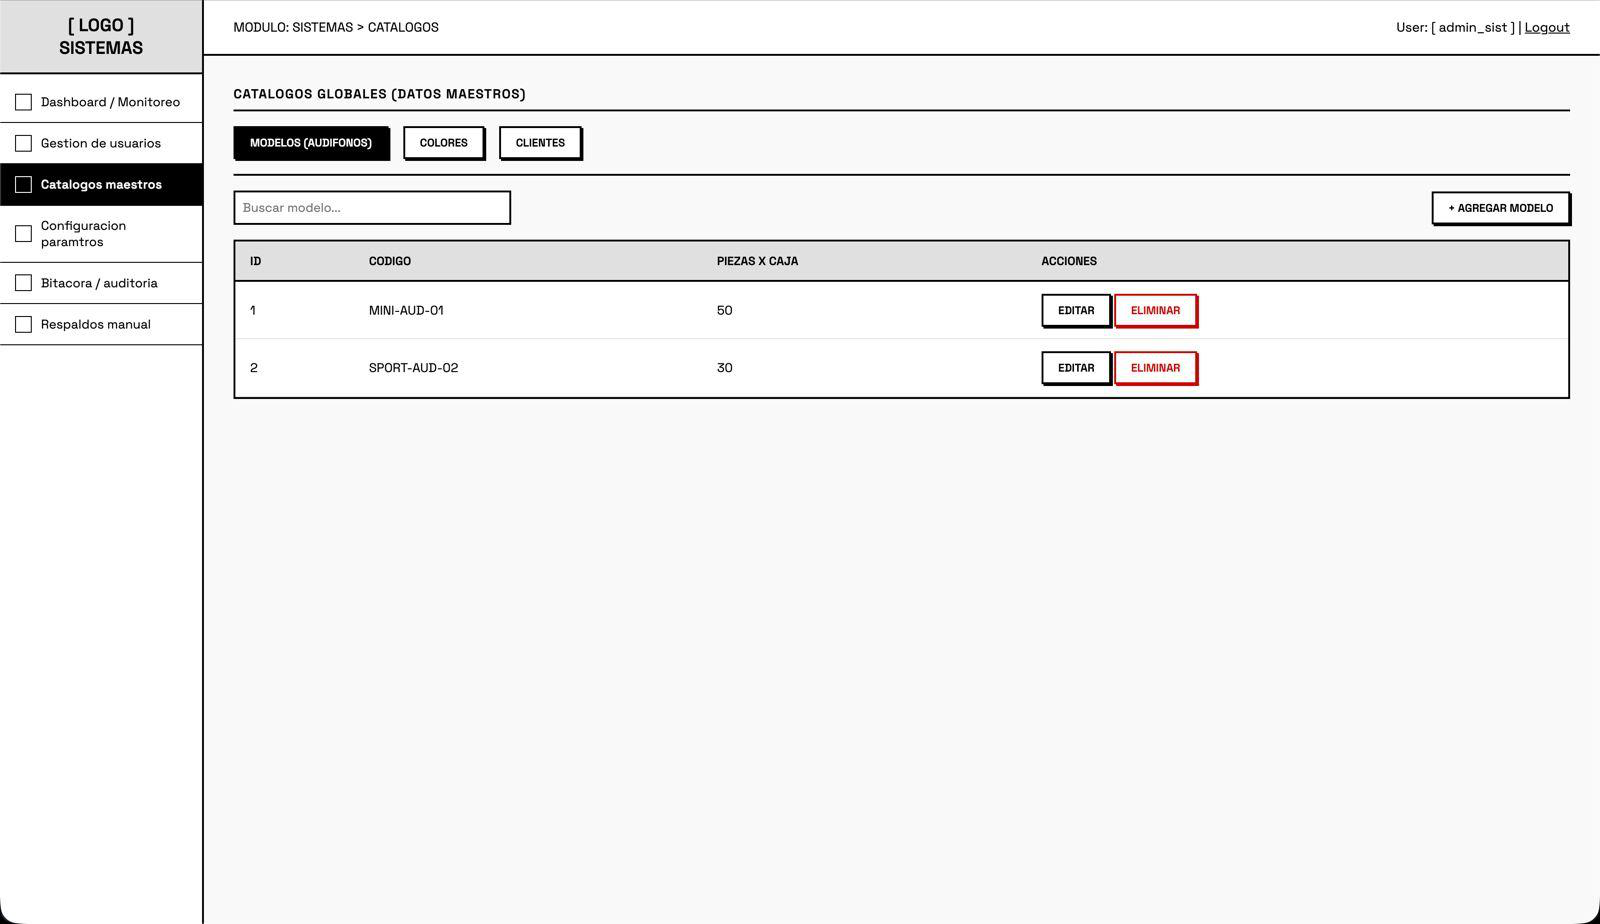 [ LOGO ]
SISTEMAS
MODULO: SISTEMAS > CATALOGOS
User: [ admin_sist ] | Logout
Dashboard / Monitoreo
Gestion de usuarios
Catalogos maestros
Configuracion
paramtros
Bitacora / auditoria
Respaldos manual
CATALOGOS GLOBALES (DATOS MAESTROS)
MODELOS (AUDIFONOS) COLORES CLIENTES
Buscar modelo... + AGREGAR MODELO
ID CODIGO PIEZAS X CAJA ACCIONES
1 MINI-AUD-01 50 EDITAR ELIMINAR
2 SPORT-AUD-02 30 EDITAR ELIMINAR